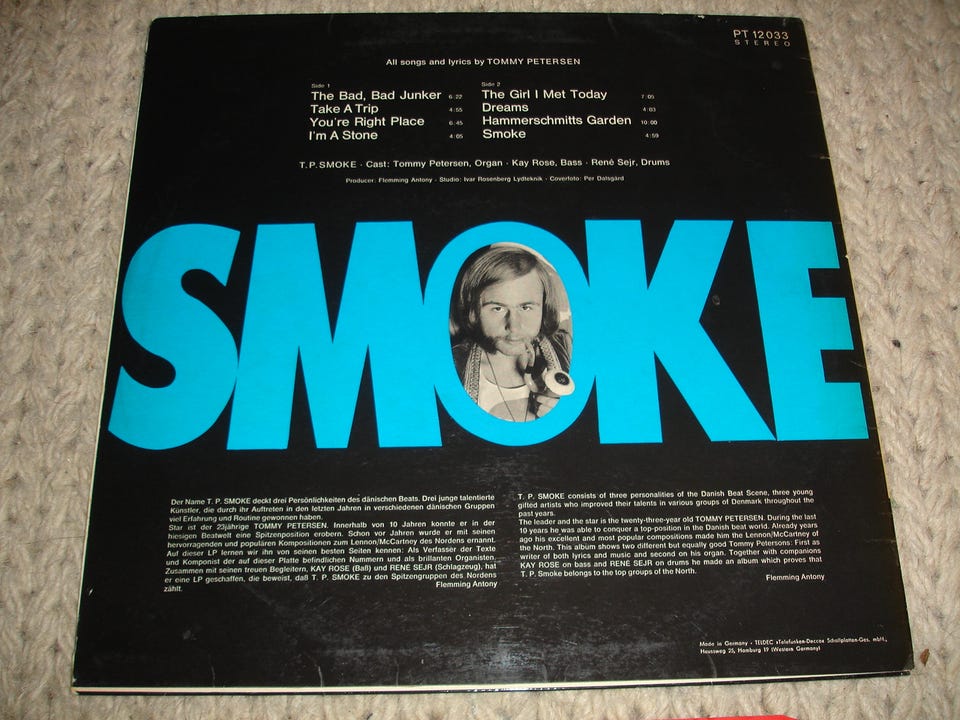 PT 12033
STEREO
All songs and lyrics by TOMMY PETERSEN
Side 1
The Bad, Bad Junker 6:22
Take A Trip 4:55
You're Right Place 6:45
I'm A Stone 4:05
Side 2
The Girl I Met Today 7:05
Dreams 4:03
Hammerschmitts Garden 10:00
Smoke 4:59
T.P. SMOKE · Cast: Tommy Petersen, Organ · Kay Rose, Bass · René Sejr, Drums
Producer: Flemming Antony · Studio: Ivar Rosenberg Lydteknik · Coverfoto: Per Dalsgård
SMOKE
Der Name T. P. SMOKE deckt drei Persönlichkeiten des dänischen Beats. Drei junge talentierte
Künstler, die durch ihr Auftreten in den letzten Jahren in verschiedenen dänischen Gruppen
viel Erfahrung und Routine gewonnen haben.
Star ist der 23jährige TOMMY PETERSEN. Innerhalb von 10 Jahren konnte er in der
hiesigen Beatwelt eine Spitzenposition erobern. Schon vor Jahren wurde er mit seinen
hervorragenden und populären Kompositionen zum Lennon/McCartney des Nordens ernannt.
Auf dieser LP lernen wir ihn von seinen besten Seiten kennen: Als Verfasser der Texte
und Komponist der auf dieser Platte befindlichen Nummern und als brillanten Organisten.
Zusammen mit seinen treuen Begleitern, KAY ROSE (Baß) und RENÉ SEJR (Schlagzeug), hat
er eine LP geschaffen, die beweist, daß T. P. SMOKE zu den Spitzengruppen des Nordens
zählt.
Flemming Antony
T. P. SMOKE consists of three personalities of the Danish Beat Scene, three young
gifted artists who improved their talents in various groups of Denmark throughout the
past years.
The leader and the star is the twenty-three-year old TOMMY PETERSEN. During the last
10 years he was able to conquer a top-position in the Danish beat world. Already years
ago his excellent and most popular compositions made him the Lennon/McCartney of
the North. This album shows two different but equally good Tommy Petersons: First as
writer of both lyrics and music and second on his organ. Together with companions
KAY ROSE on bass and RENÉ SEJR on drums he made an album which proves that
T. P. Smoke belongs to the top groups of the North.
Flemming Antony
Made in Germany · TELDEC »Telefunken-Decca« Schallplatten-Ges. mbH.,
Heussweg 25, Hamburg 19 (Western Germany)